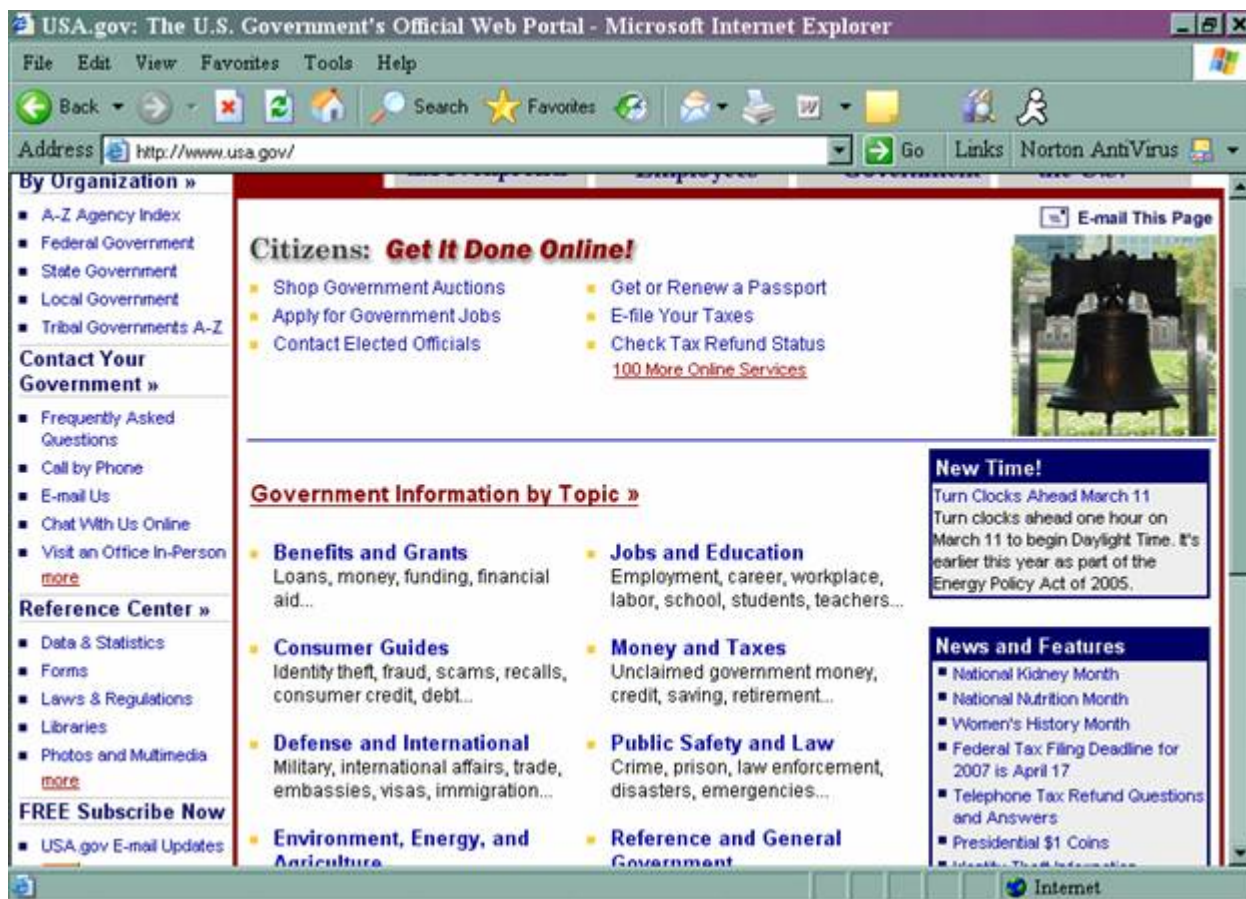 USA.gov: The U.S. Government's Official Web Portal - Microsoft Internet Explorer
File Edit View Favorites Tools Help
Back Search Favorites
Address http://www.usa.gov/ Go Links Norton AntiVirus
By Organization »
A-Z Agency Index
Federal Government
State Government
Local Government
Tribal Governments A-Z
Contact Your
Government »
Frequently Asked
Questions
Call by Phone
E-mail Us
Chat With Us Online
Visit an Office In-Person
more
Reference Center »
Data & Statistics
Forms
Laws & Regulations
Libraries
Photos and Multimedia
more
FREE Subscribe Now
USA.gov E-mail Updates
Employees
Government
the U.S.
E-mail This Page
Citizens: Get It Done Online!
Shop Government Auctions
Apply for Government Jobs
Contact Elected Officials
Get or Renew a Passport
E-file Your Taxes
Check Tax Refund Status
100 More Online Services
Government Information by Topic »
Benefits and Grants
Loans, money, funding, financial
aid...
Jobs and Education
Employment, career, workplace,
labor, school, students, teachers...
Consumer Guides
Identity theft, fraud, scams, recalls,
consumer credit, debt...
Money and Taxes
Unclaimed government money,
credit, saving, retirement...
Defense and International
Military, international affairs, trade,
embassies, visas, immigration...
Public Safety and Law
Crime, prison, law enforcement,
disasters, emergencies...
Environment, Energy, and
Agriculture
Reference and General
Government
New Time!
Turn Clocks Ahead March 11
Turn clocks ahead one hour on
March 11 to begin Daylight Time. It's
earlier this year as part of the
Energy Policy Act of 2005.
News and Features
National Kidney Month
National Nutrition Month
Women's History Month
Federal Tax Filing Deadline for
2007 is April 17
Telephone Tax Refund Questions
and Answers
Presidential $1 Coins
Identity Theft Information
Internet